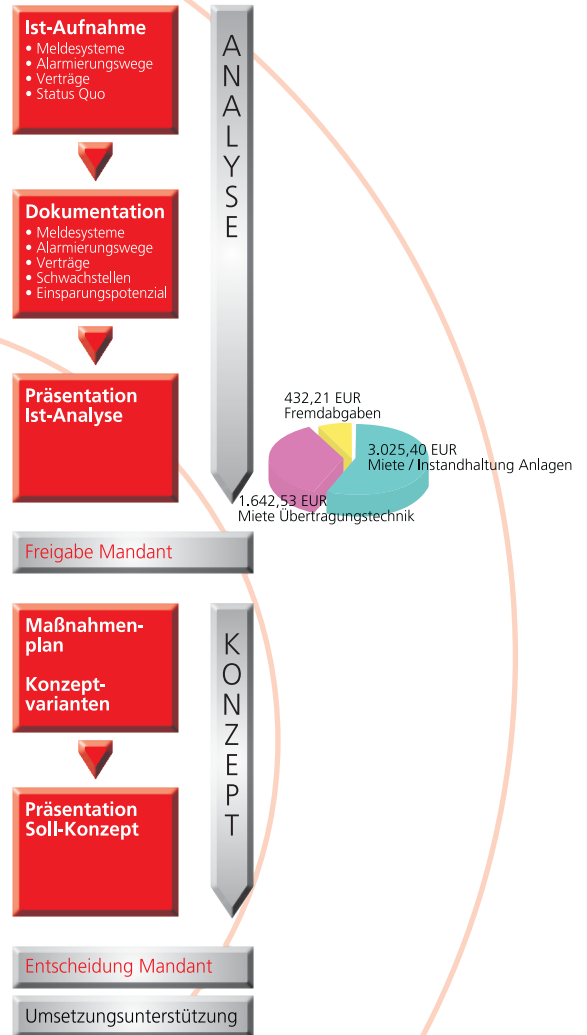 Ist-Aufnahme
• Meldesysteme
• Alarmierungswege
• Verträge
• Status Quo
ANALYSE
Dokumentation
• Meldesysteme
• Alarmierungswege
• Verträge
• Schwachstellen
• Einsparungspotenzial
Präsentation
Ist-Analyse
432,21 EUR
Fremdabgaben
3.025,40 EUR
Miete / Instandhaltung Anlagen
1.642,53 EUR
Miete Übertragungstechnik
Freigabe Mandant
Maßnahmen-
plan
Konzept-
varianten
KONZEPT
Präsentation
Soll-Konzept
Entscheidung Mandant
Umsetzungsunterstützung